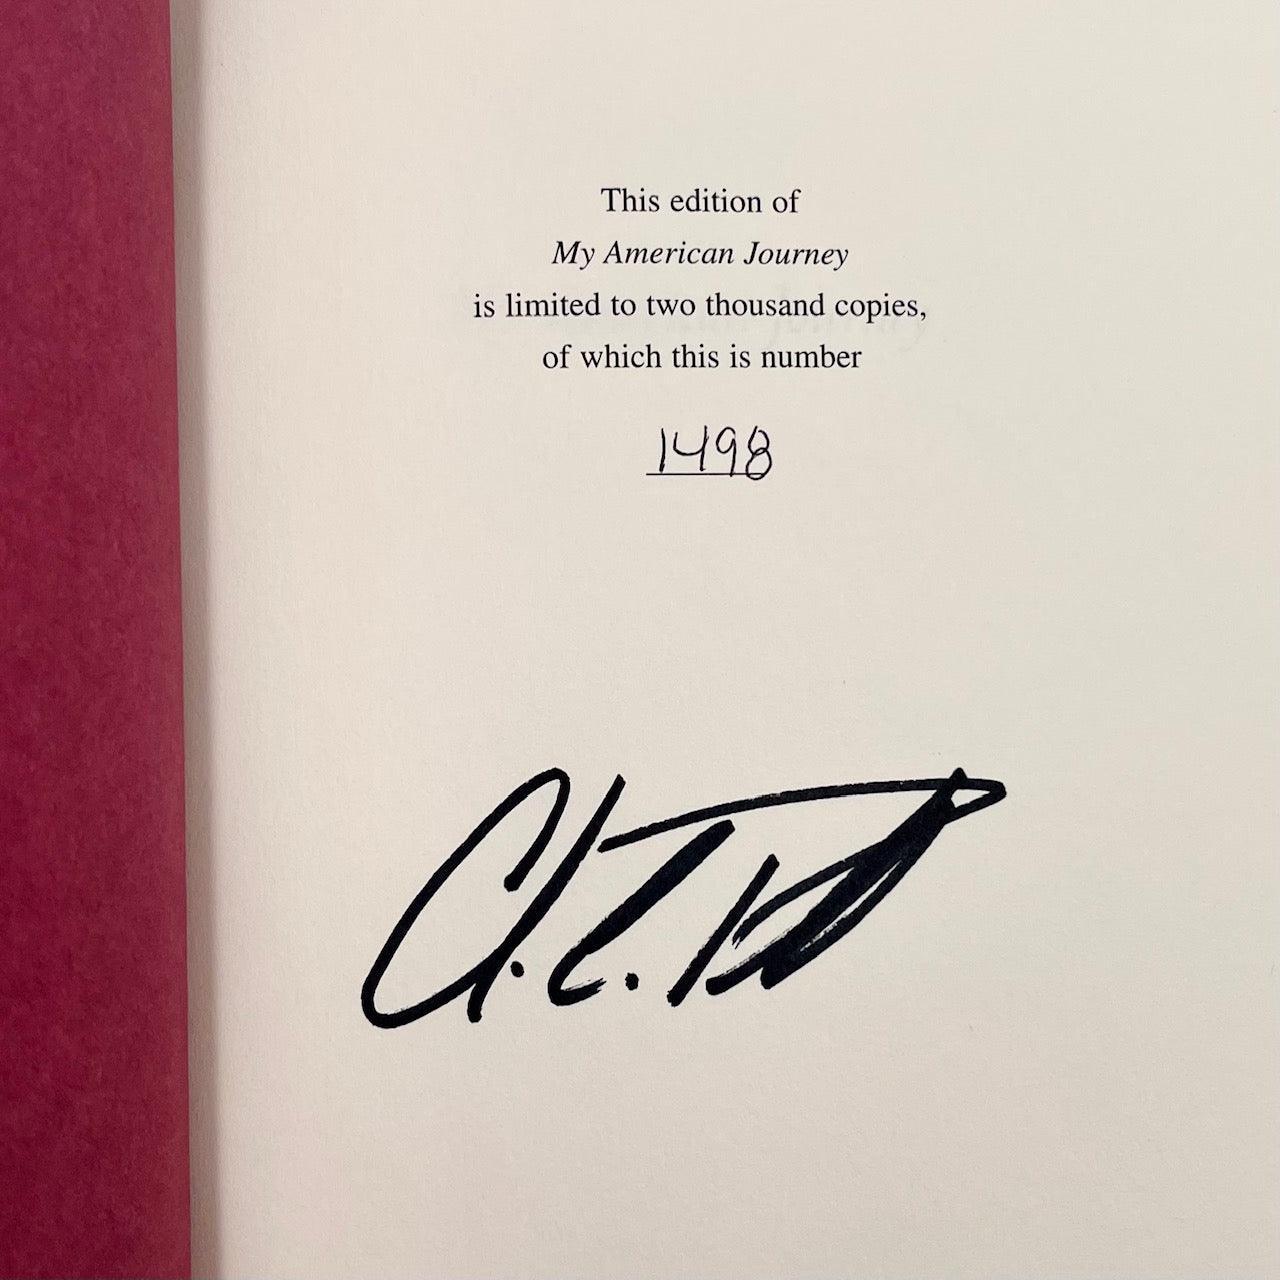 This edition of
My American Journey
is limited to two thousand copies,
of which this is number
1498